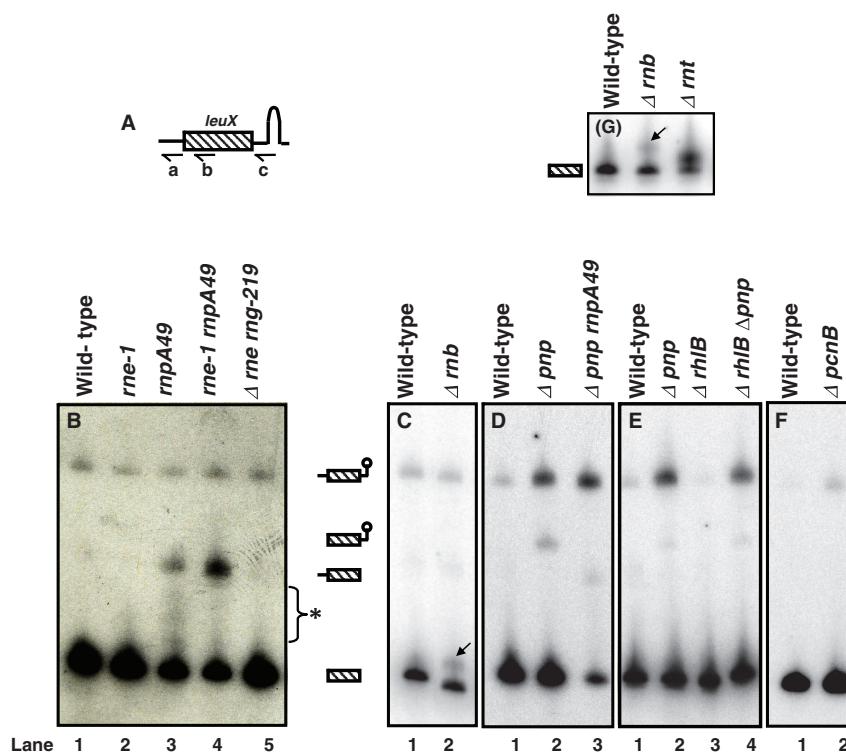 A
leuX
a b c
Wild-type
Δ rnb
Δ rnt
(G)
Wild- type
rne-1
rnpA49
rne-1 rnpA49
Δ rne rng-219
B
*
Wild-type
Δ rnb
C
Wild-type
Δ pnp
Δ pnp rnpA49
D
Wild-type
Δ pnp
Δ rhlB
Δ rhlB Δpnp
E
Wild-type
Δ pcnB
F
Lane 1 2 3 4 5 1 2 1 2 3 1 2 3 4 1 2